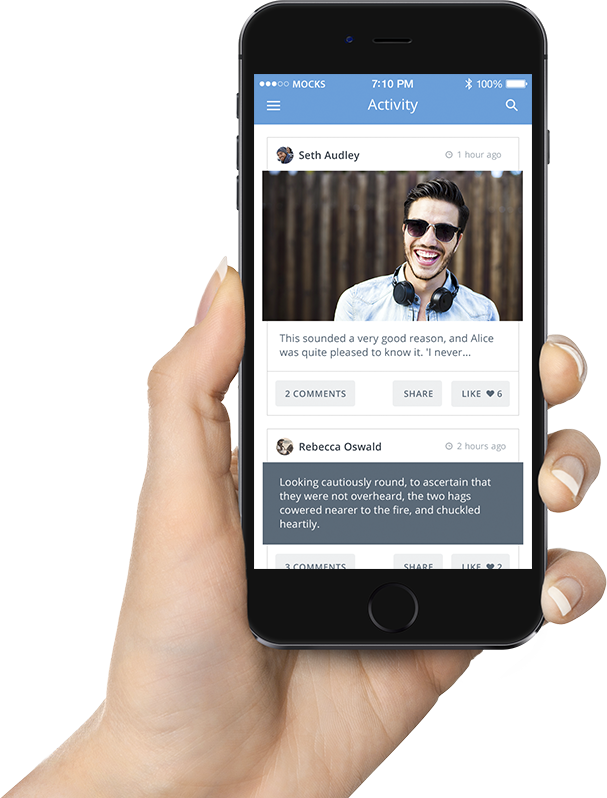 MOCKS 7:10 PM 100%
Activity
Seth Audley 1 hour ago
This sounded a very good reason, and Alice
was quite pleased to know it. 'I never...
2 COMMENTS SHARE LIKE 6
Rebecca Oswald 2 hours ago
Looking cautiously round, to ascertain that
they were not overheard, the two hags
cowered nearer to the fire, and chuckled
heartily.
3 COMMENTS SHARE LIKE 2